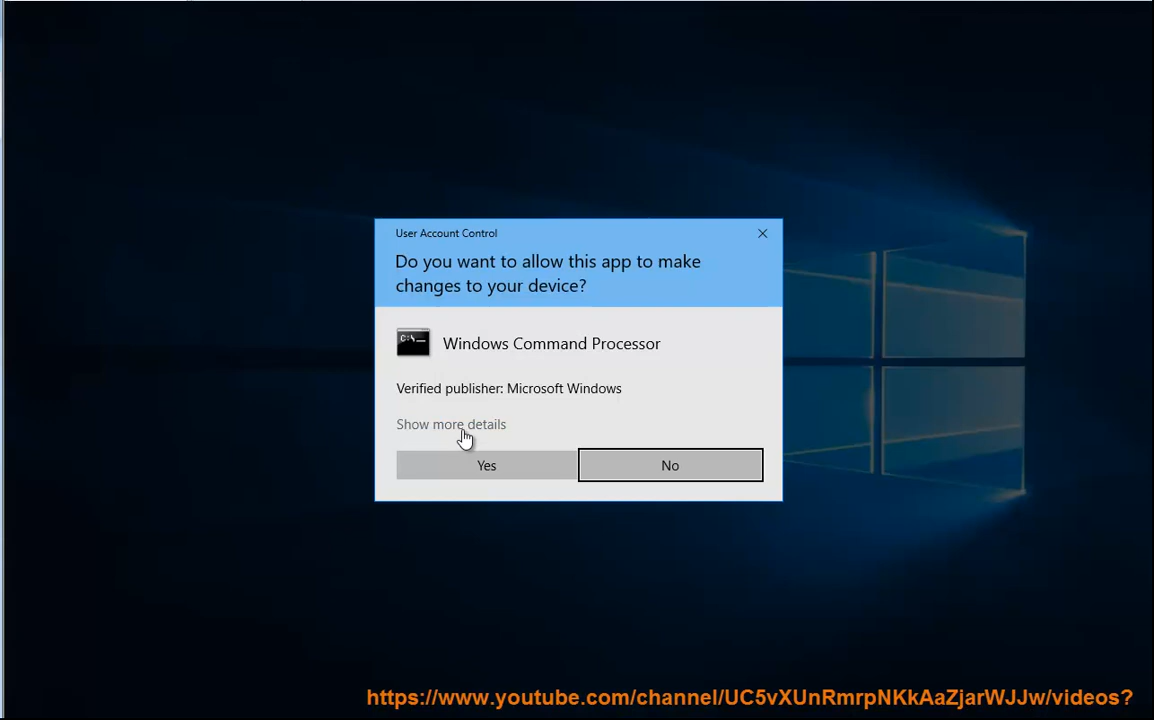 User Account Control
Do you want to allow this app to make
changes to your device?
C:\_
Windows Command Processor
Verified publisher: Microsoft Windows
Show more details
Yes No
https://www.youtube.com/channel/UC5vXUnRmrpNKkAaZjarWJJw/videos?